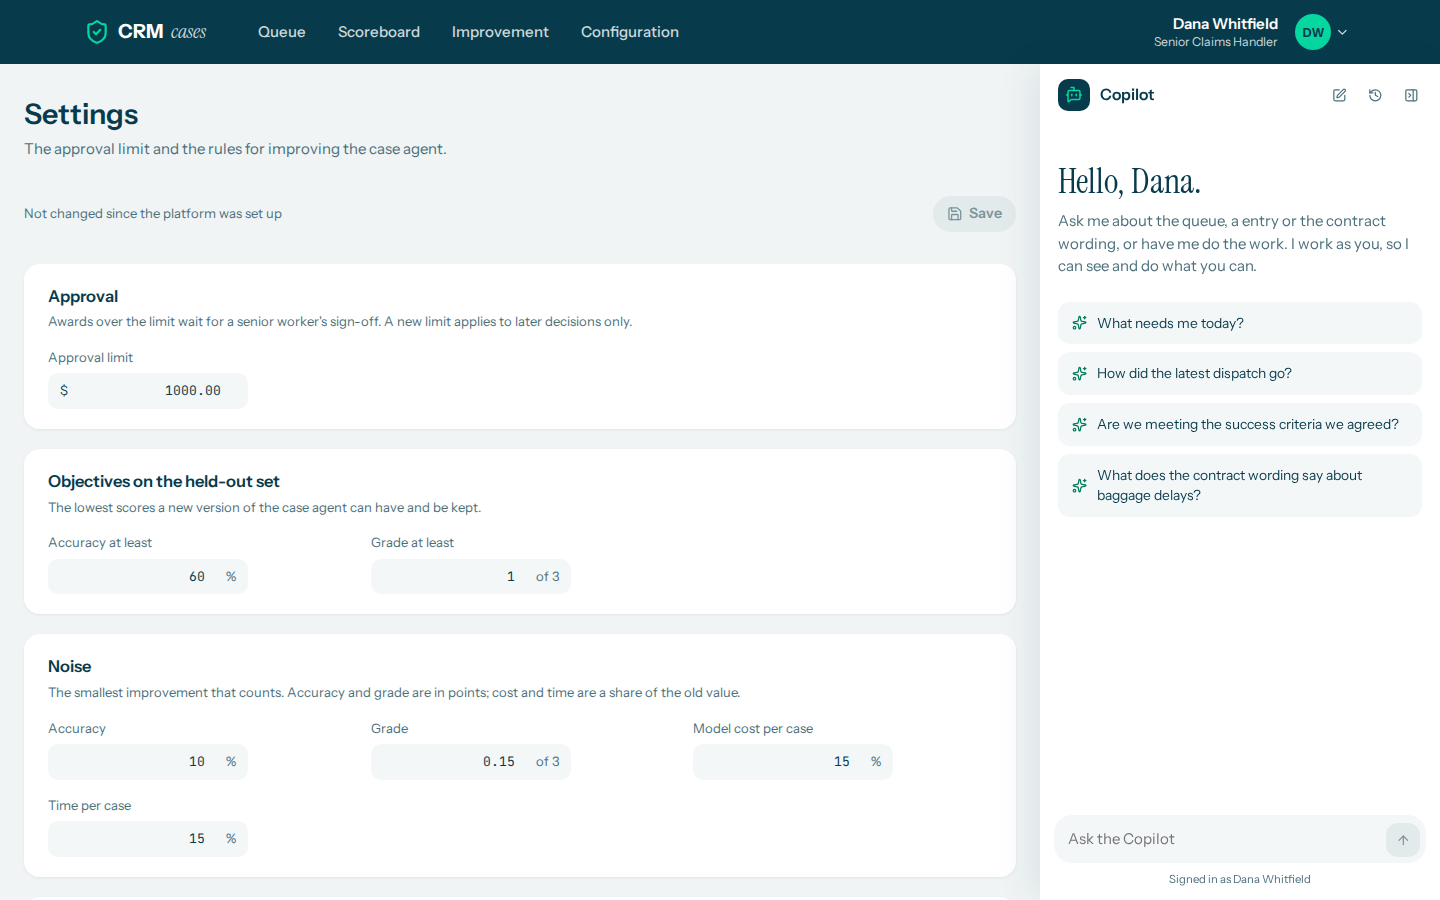 CRM cases
Queue
Scoreboard
Improvement
Configuration
Dana Whitfield
Senior Claims Handler
DW
Settings
The approval limit and the rules for improving the case agent.
Not changed since the platform was set up
Save
Approval
Awards over the limit wait for a senior worker's sign-off. A new limit applies to later decisions only.
Approval limit
$ 1000.00
Objectives on the held-out set
The lowest scores a new version of the case agent can have and be kept.
Accuracy at least
Grade at least
60 %
1 of 3
Noise
The smallest improvement that counts. Accuracy and grade are in points; cost and time are a share of the old value.
Accuracy
Grade
Model cost per case
10 %
0.15 of 3
15 %
Time per case
15 %
Copilot
Hello, Dana.
Ask me about the queue, a entry or the contract
wording, or have me do the work. I work as you, so I
can see and do what you can.
What needs me today?
How did the latest dispatch go?
Are we meeting the success criteria we agreed?
What does the contract wording say about
baggage delays?
Ask the Copilot
Signed in as Dana Whitfield